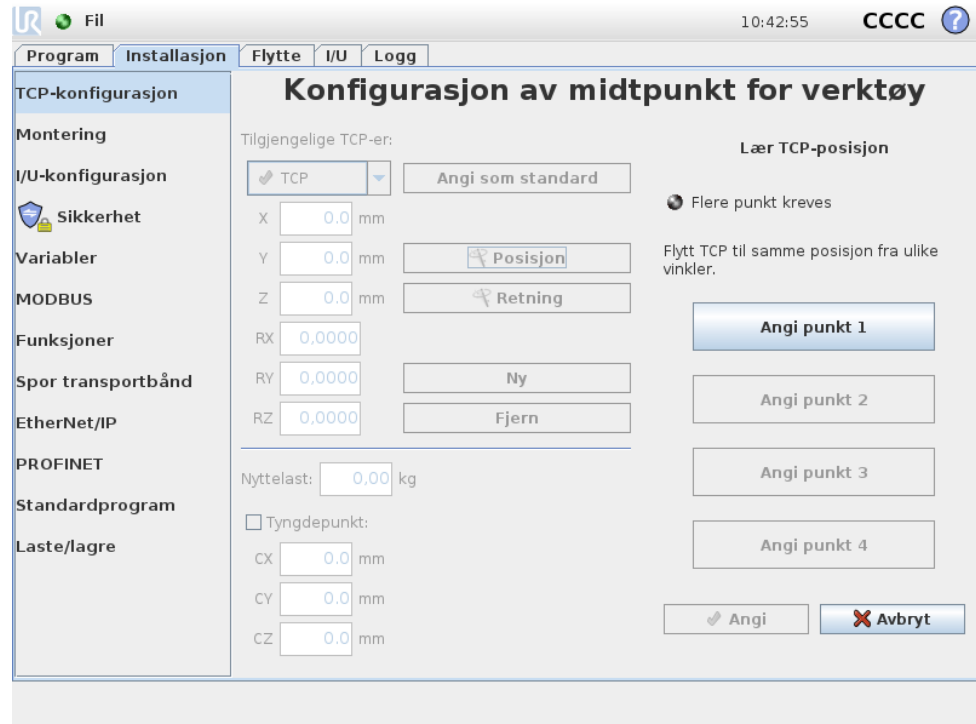 UR Fil 10:42:55 CCCC ?
Program Installasjon Flytte I/U Logg
TCP-konfigurasjon
Montering
I/U-konfigurasjon
Sikkerhet
Variabler
MODBUS
Funksjoner
Spor transportbånd
EtherNet/IP
PROFINET
Standardprogram
Laste/lagre
Konfigurasjon av midtpunkt for verktøy
Tilgjengelige TCP-er:
TCP Angi som standard
X 0.0 mm
Y 0.0 mm Posisjon
Z 0.0 mm Retning
RX 0,0000
RY 0,0000 Ny
RZ 0,0000 Fjern
Nyttelast: 0,00 kg
Tyngdepunkt:
CX 0.0 mm
CY 0.0 mm
CZ 0.0 mm
Lær TCP-posisjon
Flere punkt kreves
Flytt TCP til samme posisjon fra ulike
vinkler.
Angi punkt 1
Angi punkt 2
Angi punkt 3
Angi punkt 4
Angi Avbryt